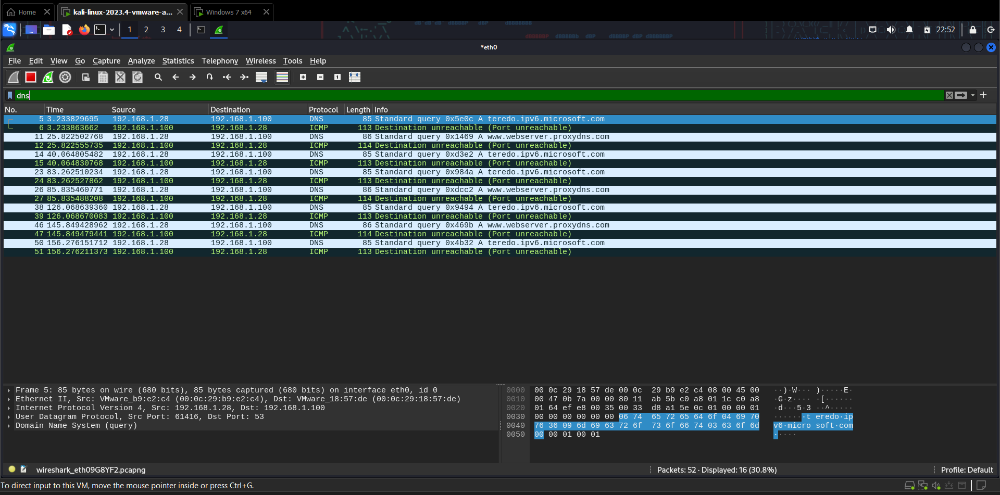 Home
kali-linux-2023.4-vmware-a...
Windows 7 x64
1 2 3 4
22:52
*eth0
File Edit View Go Capture Analyze Statistics Telephony Wireless Tools Help
dns
No. Time Source Destination Protocol Length Info
5 3.233829695 192.168.1.28 192.168.1.100 DNS 85 Standard query 0x5e0c A teredo.ipv6.microsoft.com
6 3.233863662 192.168.1.100 192.168.1.28 ICMP 113 Destination unreachable (Port unreachable)
11 25.822502768 192.168.1.28 192.168.1.100 DNS 86 Standard query 0x1469 A www.webserver.proxydns.com
12 25.822555735 192.168.1.100 192.168.1.28 ICMP 114 Destination unreachable (Port unreachable)
14 40.064805482 192.168.1.28 192.168.1.100 DNS 85 Standard query 0xd3e2 A teredo.ipv6.microsoft.com
15 40.064830768 192.168.1.100 192.168.1.28 ICMP 113 Destination unreachable (Port unreachable)
23 83.262510234 192.168.1.28 192.168.1.100 DNS 85 Standard query 0x984a A teredo.ipv6.microsoft.com
24 83.262527862 192.168.1.100 192.168.1.28 ICMP 113 Destination unreachable (Port unreachable)
26 85.835460771 192.168.1.28 192.168.1.100 DNS 86 Standard query 0xdcc2 A www.webserver.proxydns.com
27 85.835488208 192.168.1.100 192.168.1.28 ICMP 114 Destination unreachable (Port unreachable)
38 126.068639360 192.168.1.28 192.168.1.100 DNS 85 Standard query 0x9494 A teredo.ipv6.microsoft.com
39 126.068670083 192.168.1.100 192.168.1.28 ICMP 113 Destination unreachable (Port unreachable)
46 145.849428962 192.168.1.28 192.168.1.100 DNS 86 Standard query 0x469b A www.webserver.proxydns.com
47 145.849479441 192.168.1.100 192.168.1.28 ICMP 114 Destination unreachable (Port unreachable)
50 156.276151712 192.168.1.28 192.168.1.100 DNS 85 Standard query 0x4b32 A teredo.ipv6.microsoft.com
51 156.276211373 192.168.1.100 192.168.1.28 ICMP 113 Destination unreachable (Port unreachable)
Frame 5: 85 bytes on wire (680 bits), 85 bytes captured (680 bits) on interface eth0, id 0
Ethernet II, Src: VMware_b9:e2:c4 (00:0c:29:b9:e2:c4), Dst: VMware_18:57:de (00:0c:29:18:57:de)
Internet Protocol Version 4, Src: 192.168.1.28, Dst: 192.168.1.100
User Datagram Protocol, Src Port: 61416, Dst Port: 53
Domain Name System (query)
0000 00 0c 29 18 57 de 00 0c 29 b9 e2 c4 08 00 45 00 ··)·W··· )·····E·
0010 00 47 0b 7a 00 00 80 11 ab 5b c0 a8 01 1c c0 a8 ·G·z···· ·[······
0020 01 64 ef e8 00 35 00 33 d8 a1 5e 0c 01 00 00 01 ·d···5·3 ··^·····
0030 00 00 00 00 00 00 06 74 65 72 65 64 6f 04 69 70 ·······t eredo·ip
0040 76 36 09 6d 69 63 72 6f 73 6f 66 74 03 63 6f 6d v6·micro soft·com
0050 00 00 01 00 01 ·····
wireshark_eth09G8YF2.pcapng
Packets: 52 · Displayed: 16 (30.8%)
Profile: Default
To direct input to this VM, move the mouse pointer inside or press Ctrl+G.